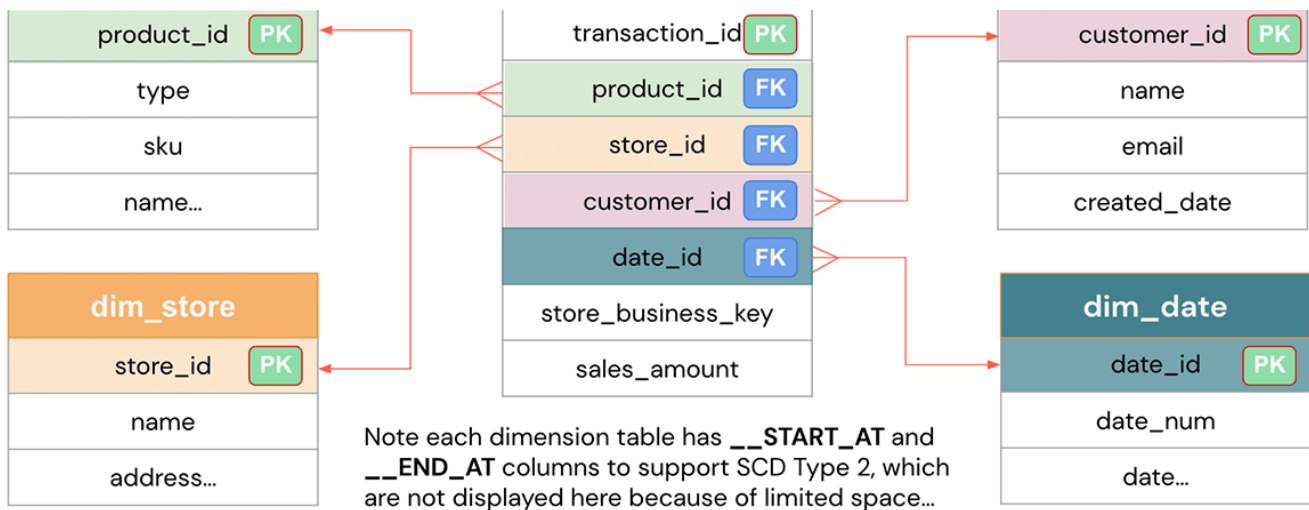 product_id PK
type
sku
name...
transaction_id PK
product_id FK
store_id FK
customer_id FK
date_id FK
store_business_key
sales_amount
customer_id PK
name
email
created_date
dim_store
store_id PK
name
address...
dim_date
date_id PK
date_num
date...
Note each dimension table has __START_AT and
__END_AT columns to support SCD Type 2, which
are not displayed here because of limited space...